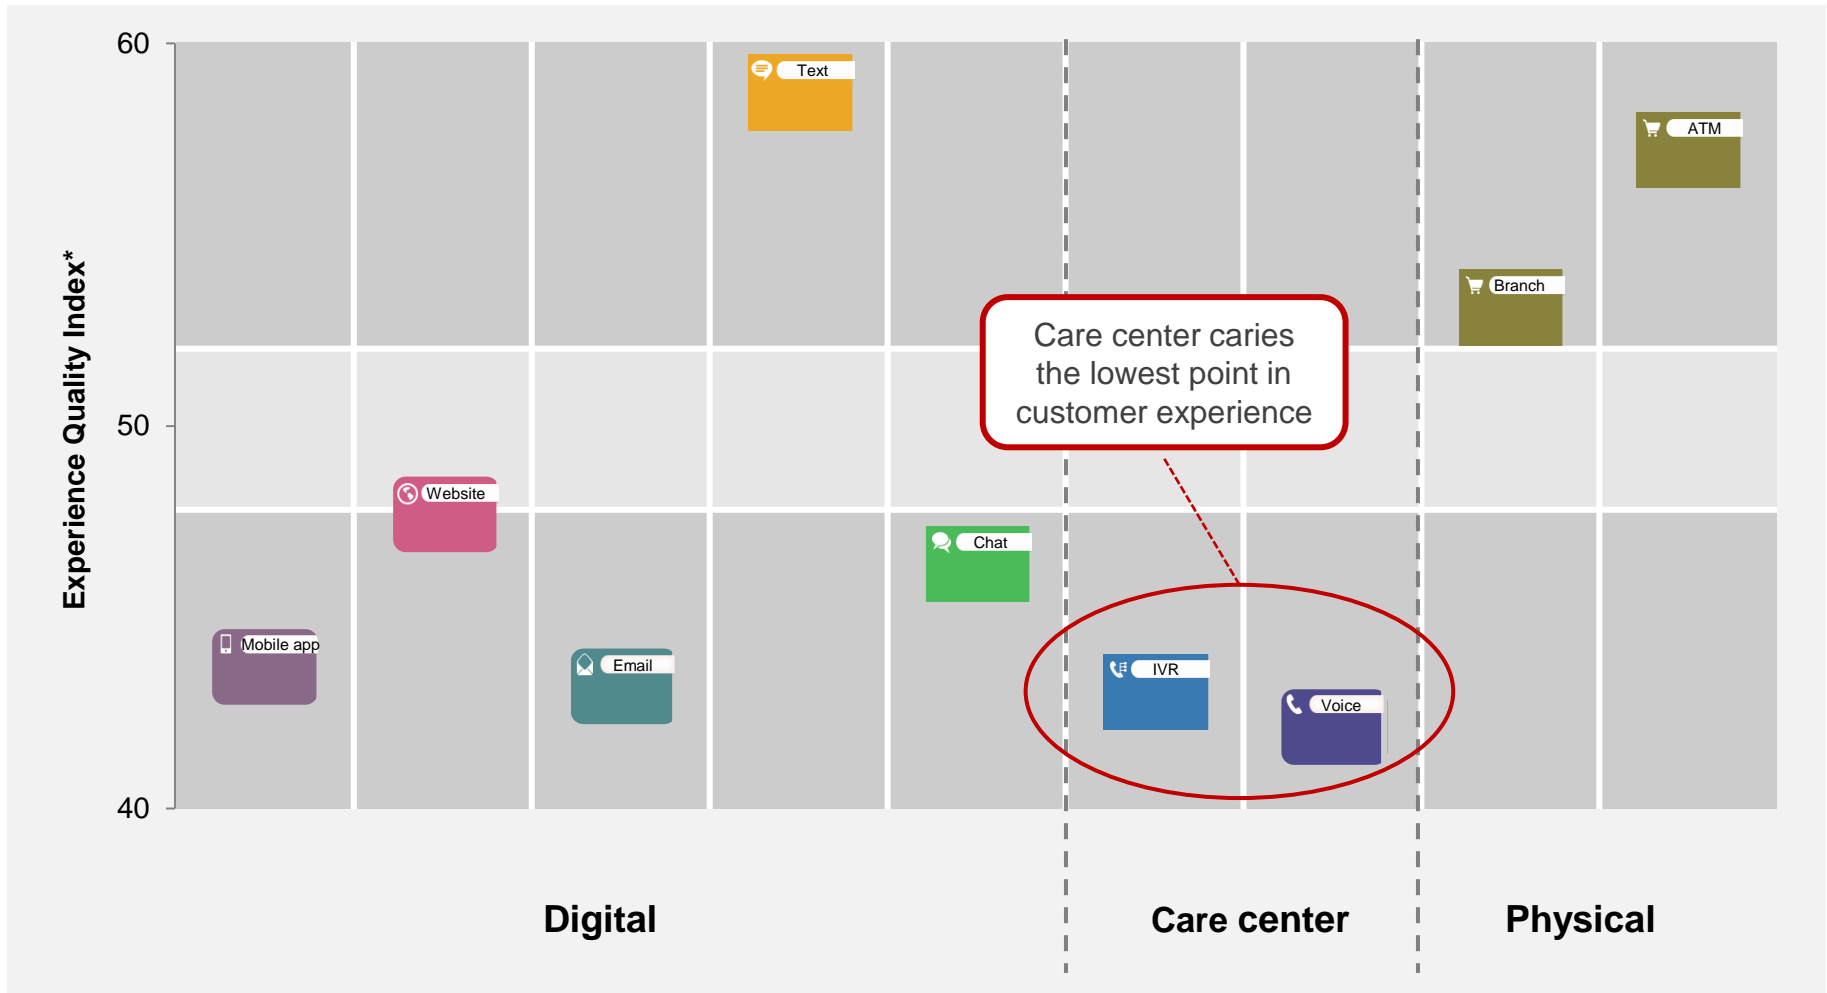 60
Text
ATM
Branch
Care center caries
the lowest point in
customer experience
Experience Quality Index*
50
Website
Chat
Mobile app
Email
IVR
Voice
40
Digital
Care center
Physical